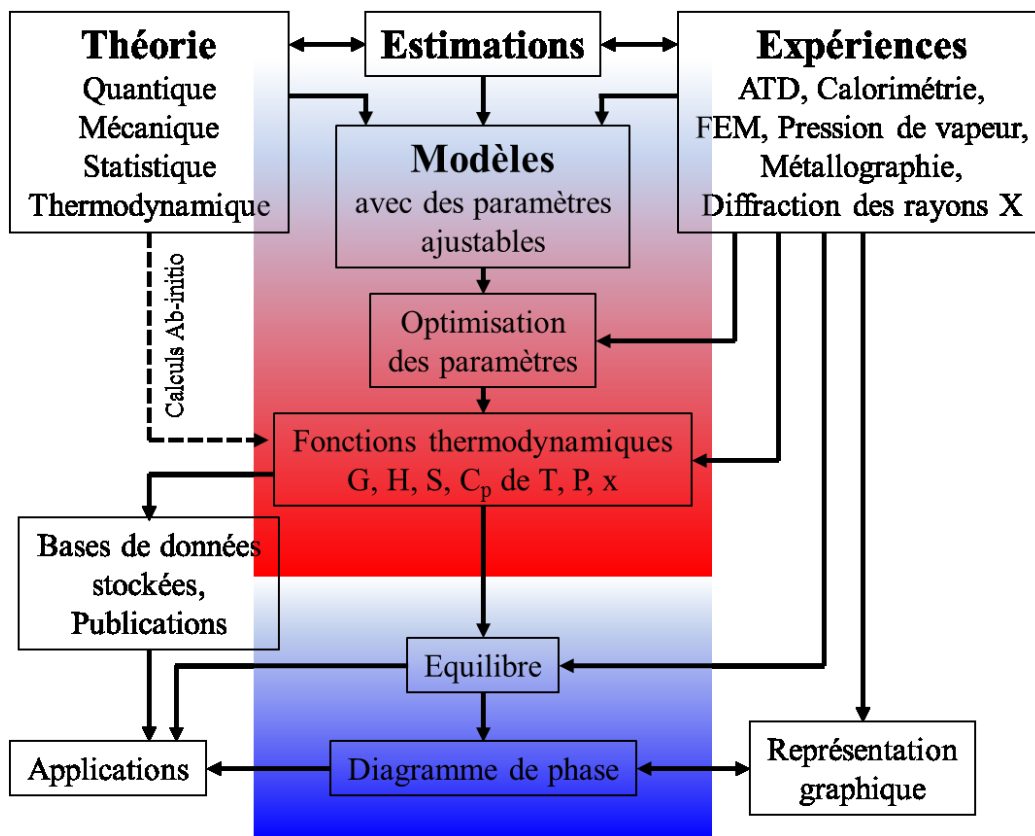 Théorie
Quantique
Mécanique
Statistique
Thermodynamique
Estimations
Expériences
ATD, Calorimétrie,
FEM, Pression de vapeur,
Métallographie,
Diffraction des rayons X
Modèles
avec des paramètres
ajustables
Calculs Ab-initio
Optimisation
des paramètres
Fonctions thermodynamiques
G, H, S, Cp de T, P, x
Bases de données
stockées,
Publications
Equilibre
Applications
Diagramme de phase
Représentation
graphique